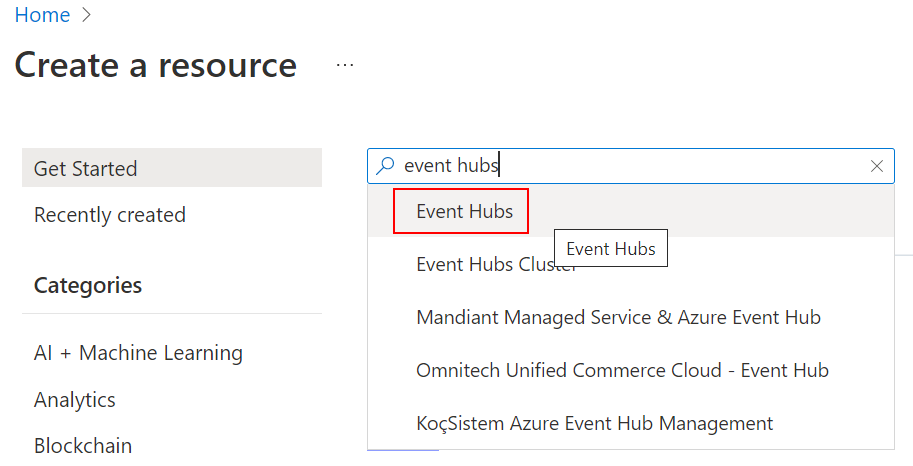 Home >
Create a resource ...
Get Started
Recently created
Categories
AI + Machine Learning
Analytics
Blockchain
event hubs
Event Hubs
Event Hubs
Event Hubs Cluster
Mandiant Managed Service & Azure Event Hub
Omnitech Unified Commerce Cloud - Event Hub
KoçSistem Azure Event Hub Management